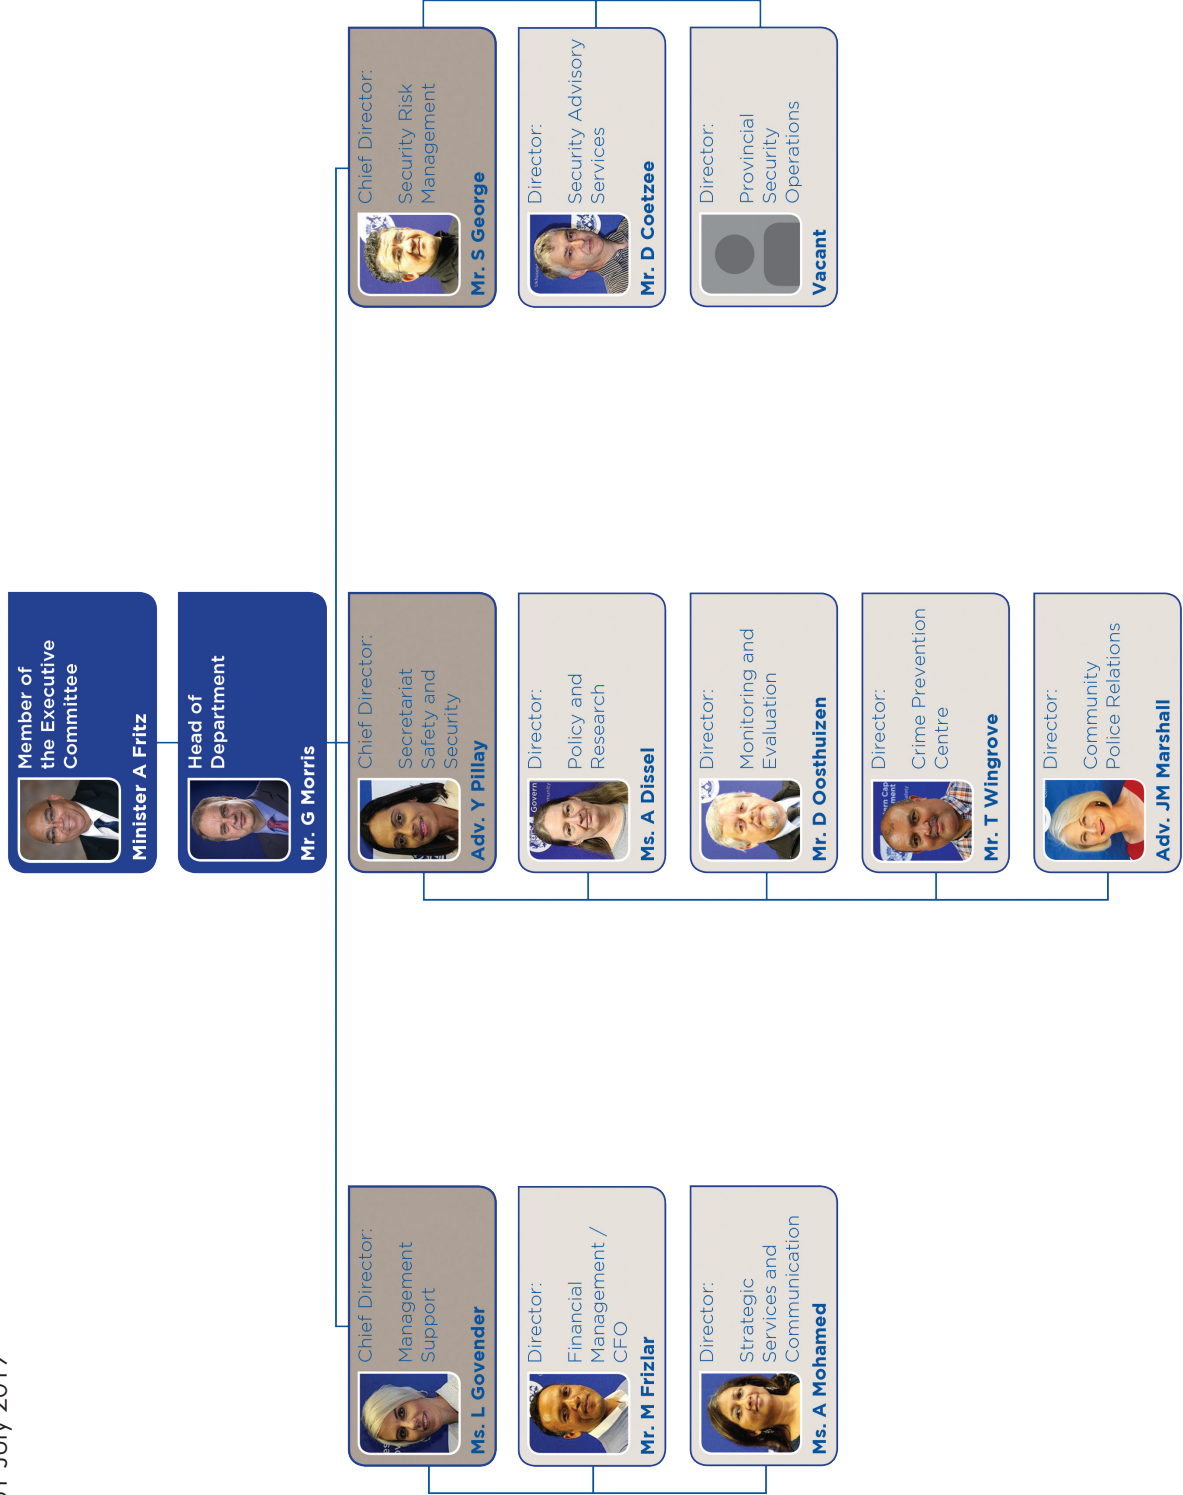 July 2019
Member of
the Executive
Committee
Minister A Fritz
Head of
Department
Mr. G Morris
Chief Director:
Management
Support
Ms. L Govender
Director:
Financial
Management /
CFO
Mr. M Frizlar
Director:
Strategic
Services and
Communication
Ms. A Mohamed
Chief Director:
Secretariat
Safety and
Security
Adv. Y Pillay
Director:
Policy and
Research
Ms. A Dissel
Director:
Monitoring and
Evaluation
Mr. D Oosthuizen
Director:
Crime Prevention
Centre
Mr. T Wingrove
Director:
Community
Police Relations
Adv. JM Marshall
Chief Director:
Security Risk
Management
Mr. S George
Director:
Security Advisory
Services
Mr. D Coetzee
Director:
Provincial
Security
Operations
Vacant